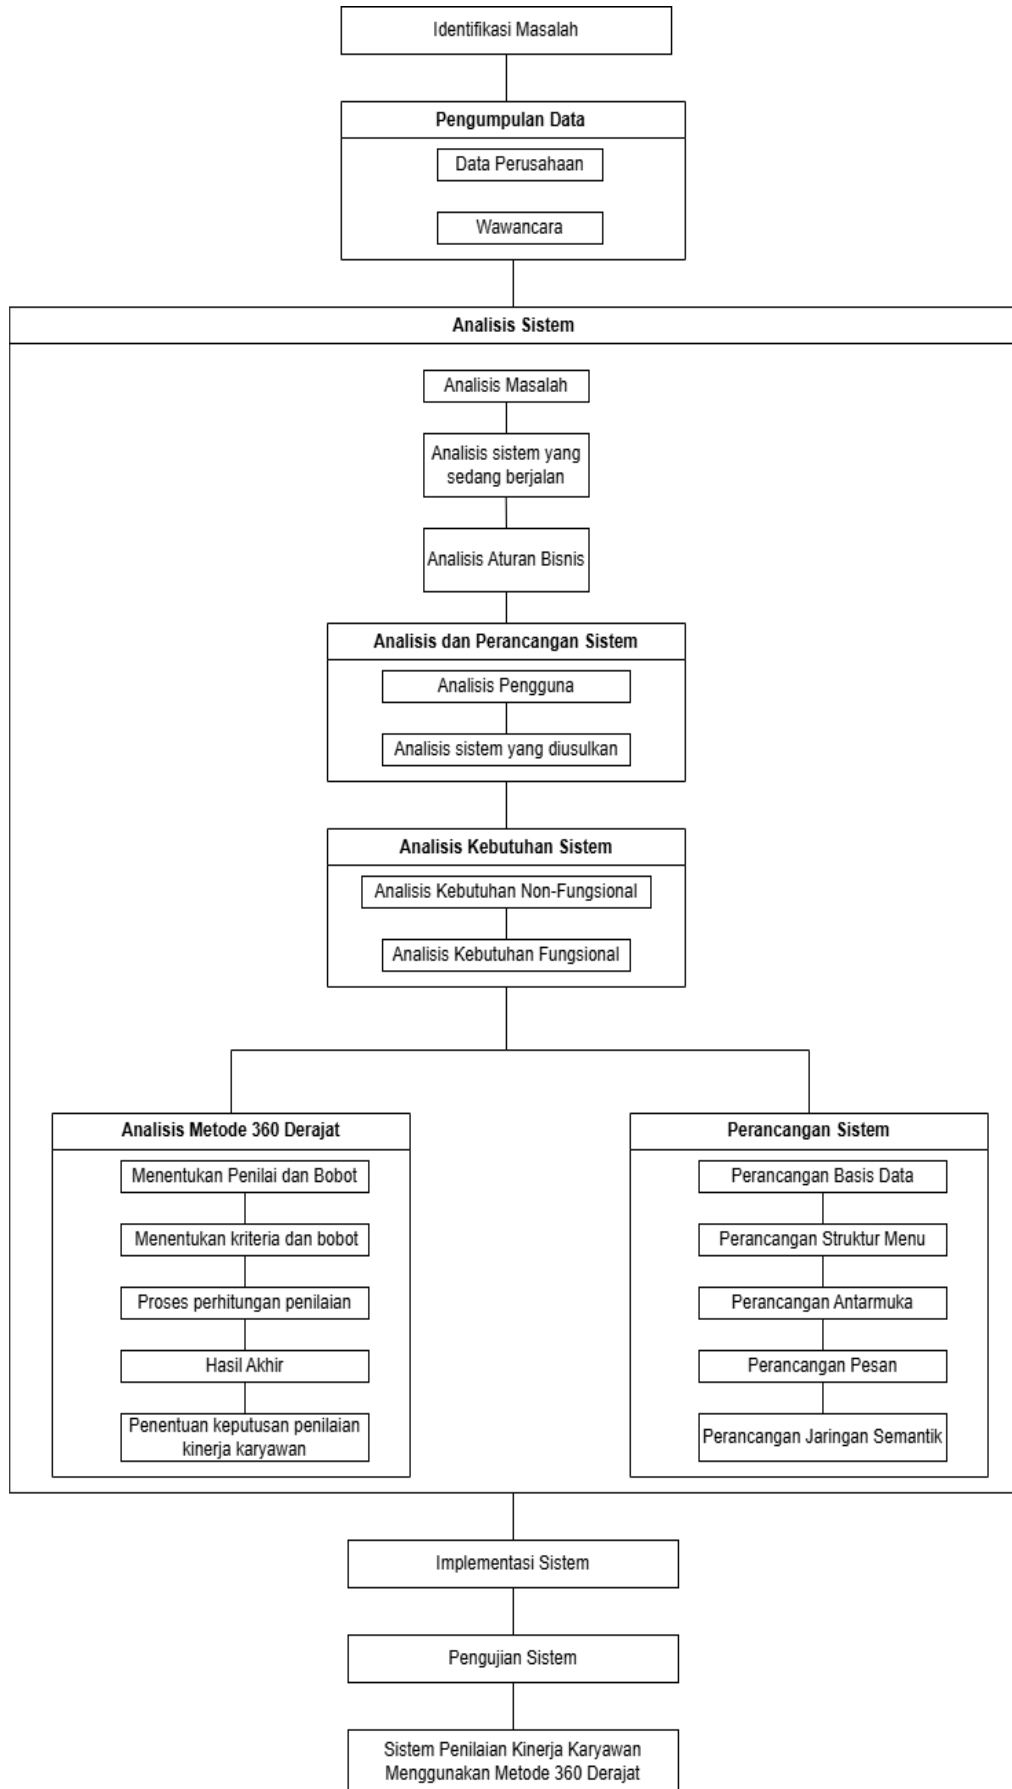 Identifikasi Masalah
Pengumpulan Data
Data Perusahaan
Wawancara
Analisis Sistem
Analisis Masalah
Analisis sistem yang
sedang berjalan
Analisis Aturan Bisnis
Analisis dan Perancangan Sistem
Analisis Pengguna
Analisis sistem yang diusulkan
Analisis Kebutuhan Sistem
Analisis Kebutuhan Non-Fungsional
Analisis Kebutuhan Fungsional
Analisis Metode 360 Derajat
Menentukan Penilai dan Bobot
Menentukan kriteria dan bobot
Proses perhitungan penilaian
Hasil Akhir
Penentuan keputusan penilaian
kinerja karyawan
Perancangan Sistem
Perancangan Basis Data
Perancangan Struktur Menu
Perancangan Antarmuka
Perancangan Pesan
Perancangan Jaringan Semantik
Implementasi Sistem
Pengujian Sistem
Sistem Penilaian Kinerja Karyawan
Menggunakan Metode 360 Derajat